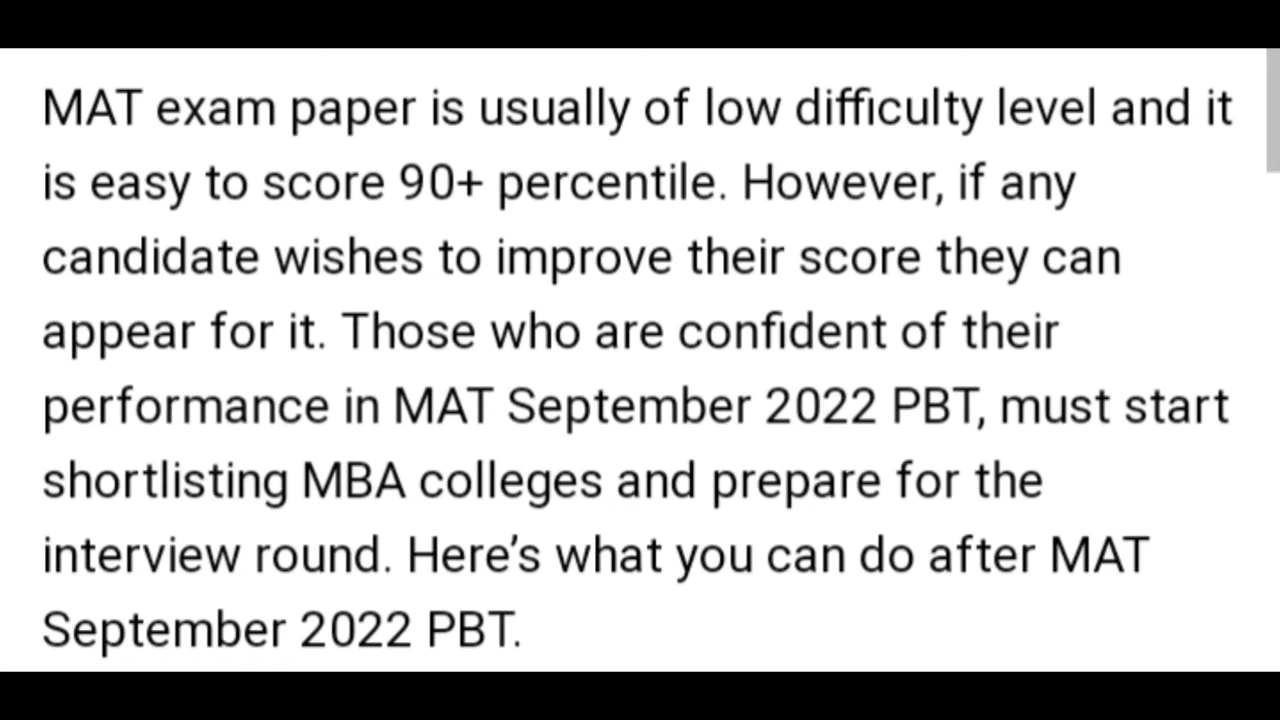 MAT exam paper is usually of low difficulty level and it
is easy to score 90+ percentile. However, if any
candidate wishes to improve their score they can
appear for it. Those who are confident of their
performance in MAT September 2022 PBT, must start
shortlisting MBA colleges and prepare for the
interview round. Here’s what you can do after MAT
September 2022 PBT.